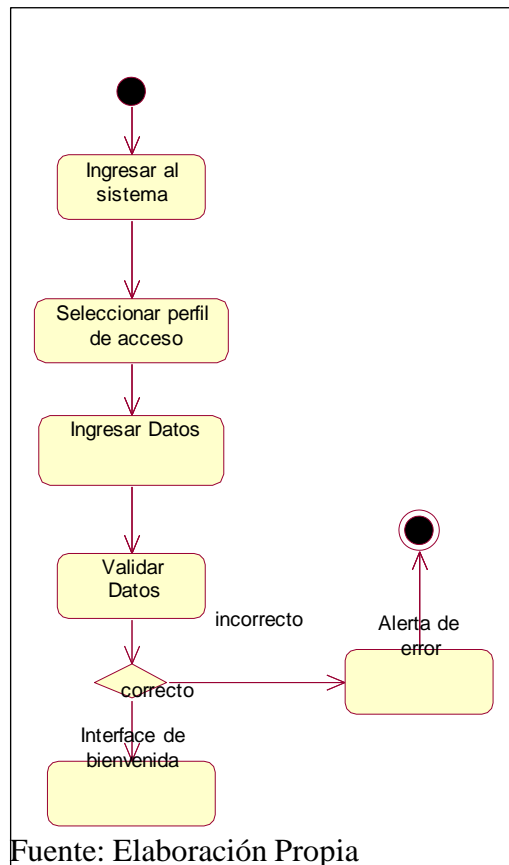 Ingresar al
sistema
Seleccionar perfil
de acceso
Ingresar Datos
Validar
Datos
incorrecto
Alerta de
error
correcto
Interface de
bienvenida
Fuente: Elaboración Propia